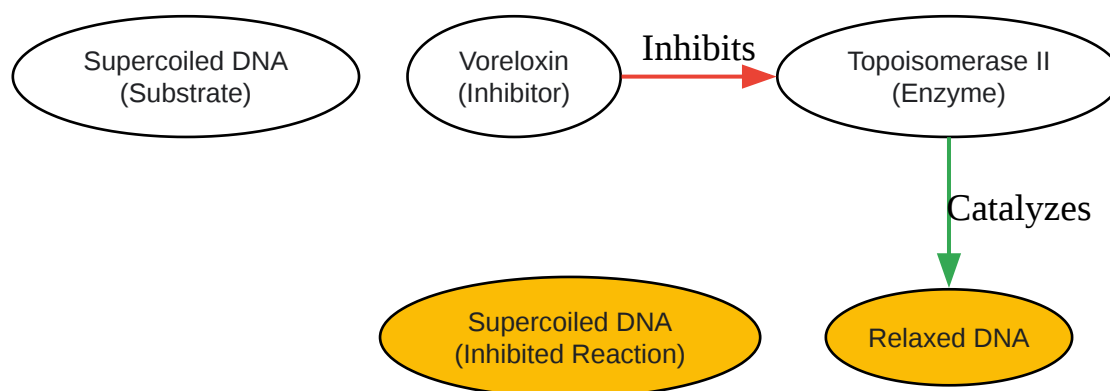 Supercoiled DNA
(Substrate)
Voreloxin
(Inhibitor)
Inhibits
Topoisomerase II
(Enzyme)
Catalyzes
Supercoiled DNA
(Inhibited Reaction)
Relaxed DNA